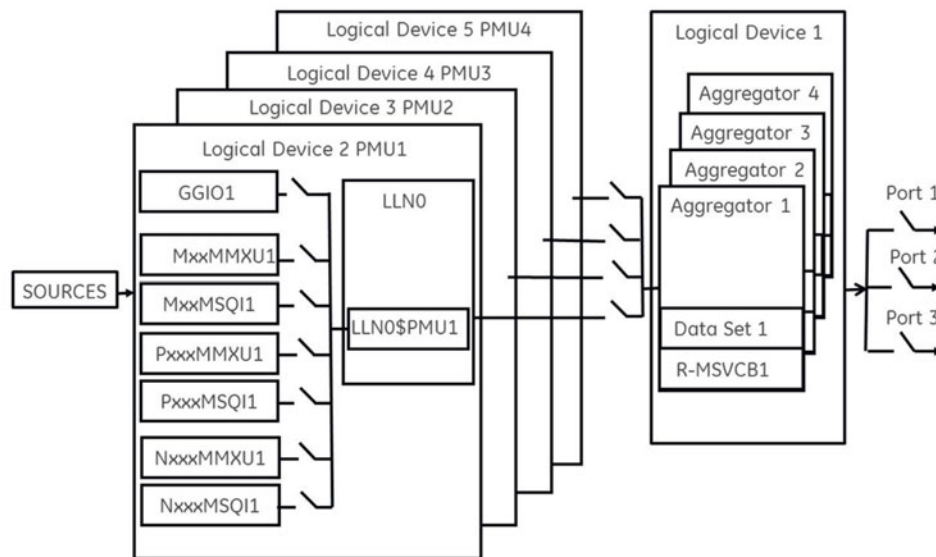 Logical Device 5 PMU4
Logical Device 4 PMU3
Logical Device 3 PMU2
Logical Device 2 PMU1
GGIO1
MxxMMXU1
MxxMSQI1
PxxxMMXU1
PxxxMSQI1
NxxxMMXU1
NxxxMSQI1
SOURCES
LLN0
LLN0$PMU1
Logical Device 1
Aggregator 4
Aggregator 3
Aggregator 2
Aggregator 1
Data Set 1
R-MSVCB1
Port 1
Port 2
Port 3